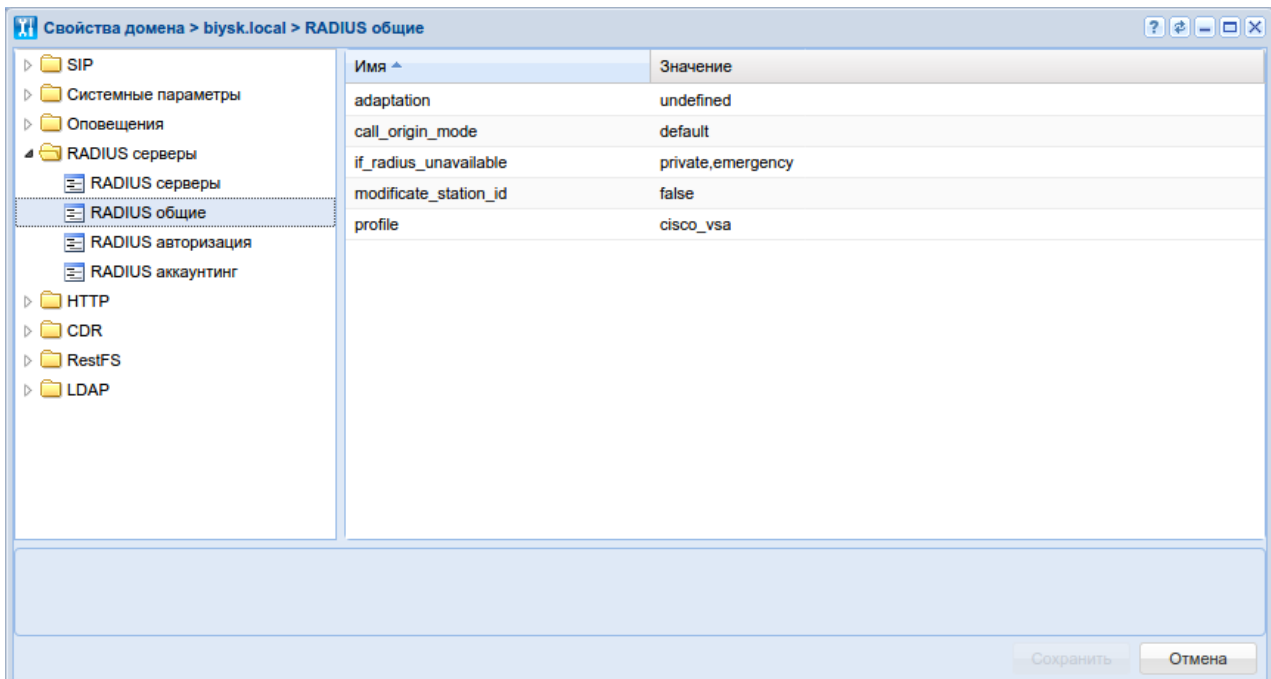 Свойства домена > biysk.local > RADIUS общие
SIP
Системные параметры
Оповещения
RADIUS серверы
RADIUS серверы
RADIUS общие
RADIUS авторизация
RADIUS аккаунтинг
HTTP
CDR
RestFS
LDAP
Имя Значение
adaptation undefined
call_origin_mode default
if_radius_unavailable private,emergency
modificate_station_id false
profile cisco_vsa
Сохранить Отмена